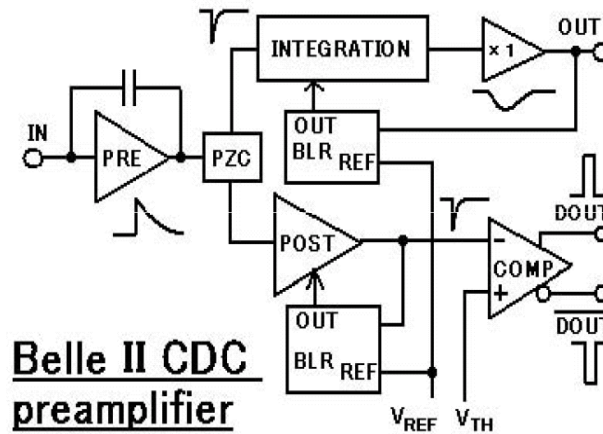 OUT
INTEGRATION
× 1
IN
PRE
PZC
OUT
BLR
REF
POST
DOUT
-
COMP
+
DOUT
OUT
BLR
REF
Belle II CDC
preamplifier
VREF
VTH